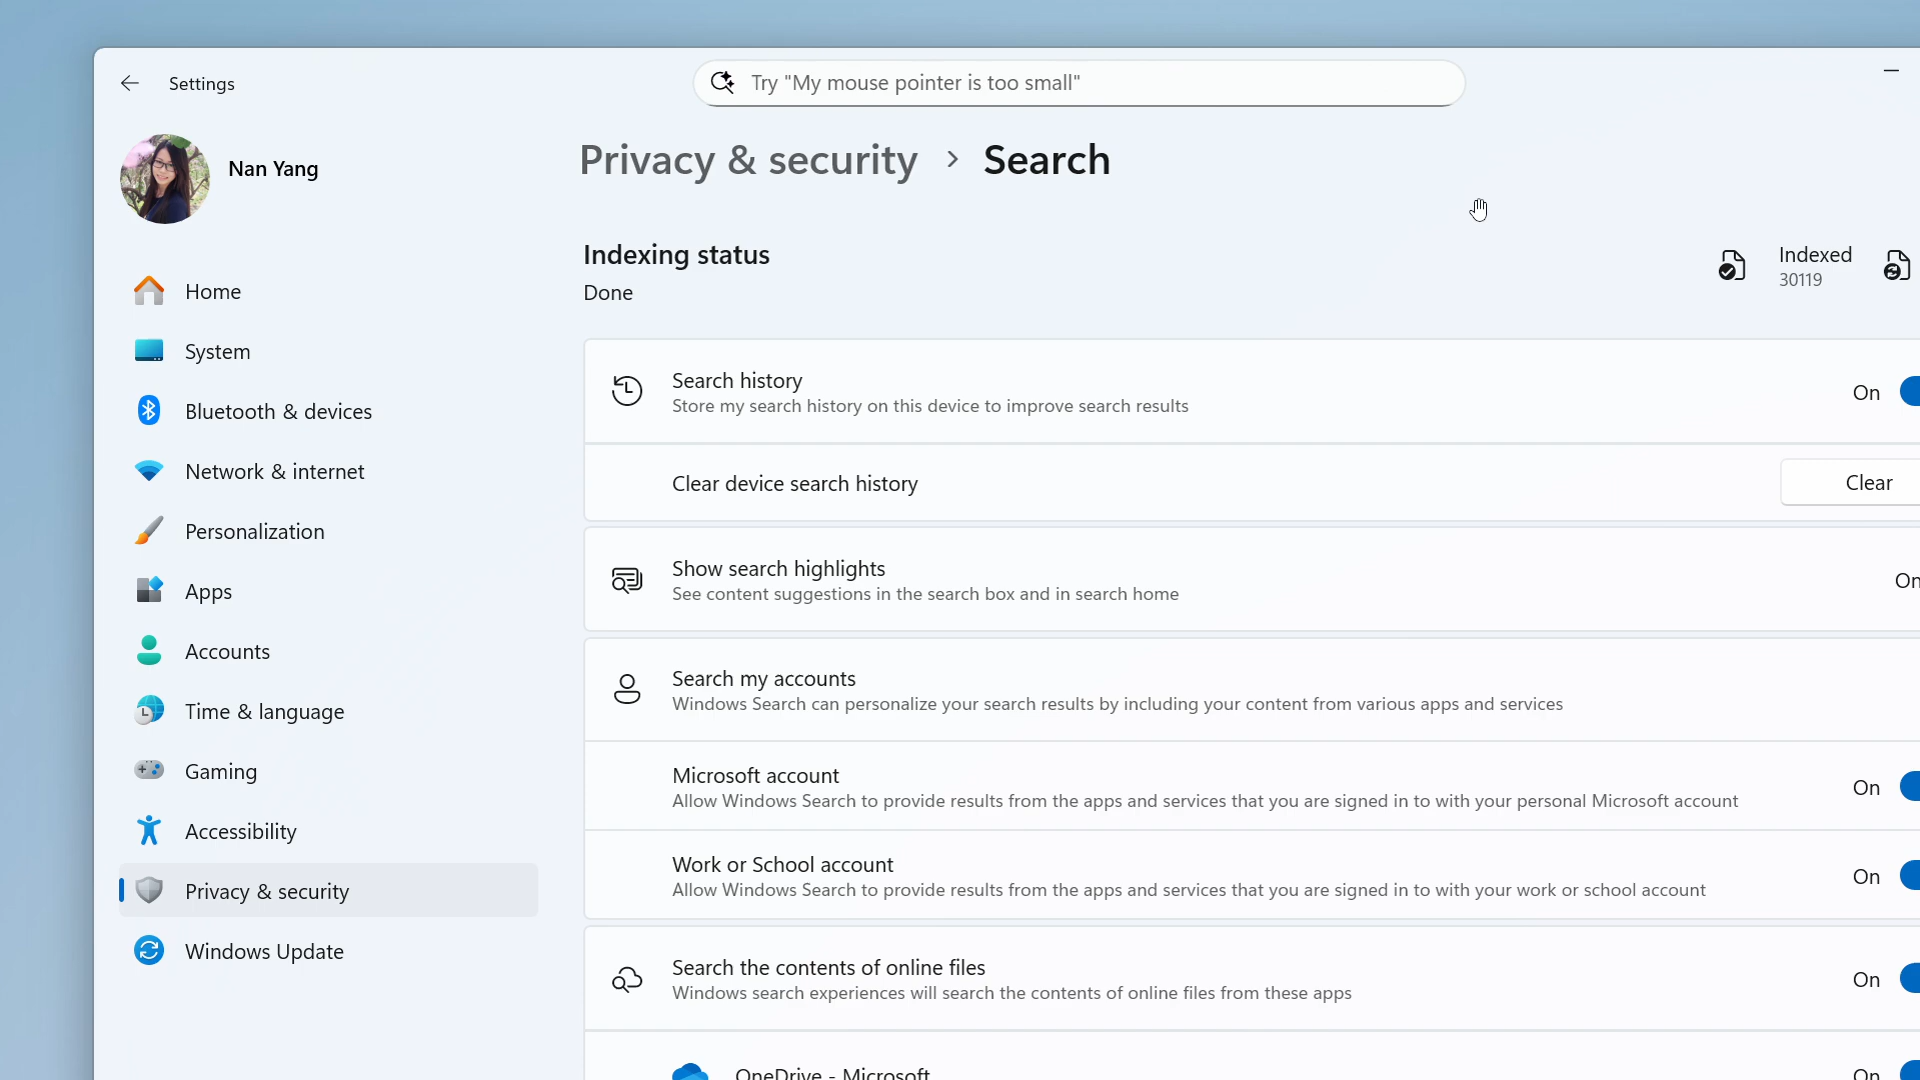 Settings
Try "My mouse pointer is too small"
Nan Yang
Home
System
Bluetooth & devices
Network & internet
Personalization
Apps
Accounts
Time & language
Gaming
Accessibility
Privacy & security
Windows Update
Privacy & security > Search
Indexing status
Done
Indexed
30119
Search history
Store my search history on this device to improve search results
On
Clear device search history
Clear
Show search highlights
See content suggestions in the search box and in search home
On
Search my accounts
Windows Search can personalize your search results by including your content from various apps and services
Microsoft account
Allow Windows Search to provide results from the apps and services that you are signed in to with your personal Microsoft account
On
Work or School account
Allow Windows Search to provide results from the apps and services that you are signed in to with your work or school account
On
Search the contents of online files
Windows search experiences will search the contents of online files from these apps
On
OneDrive - Microsoft
On